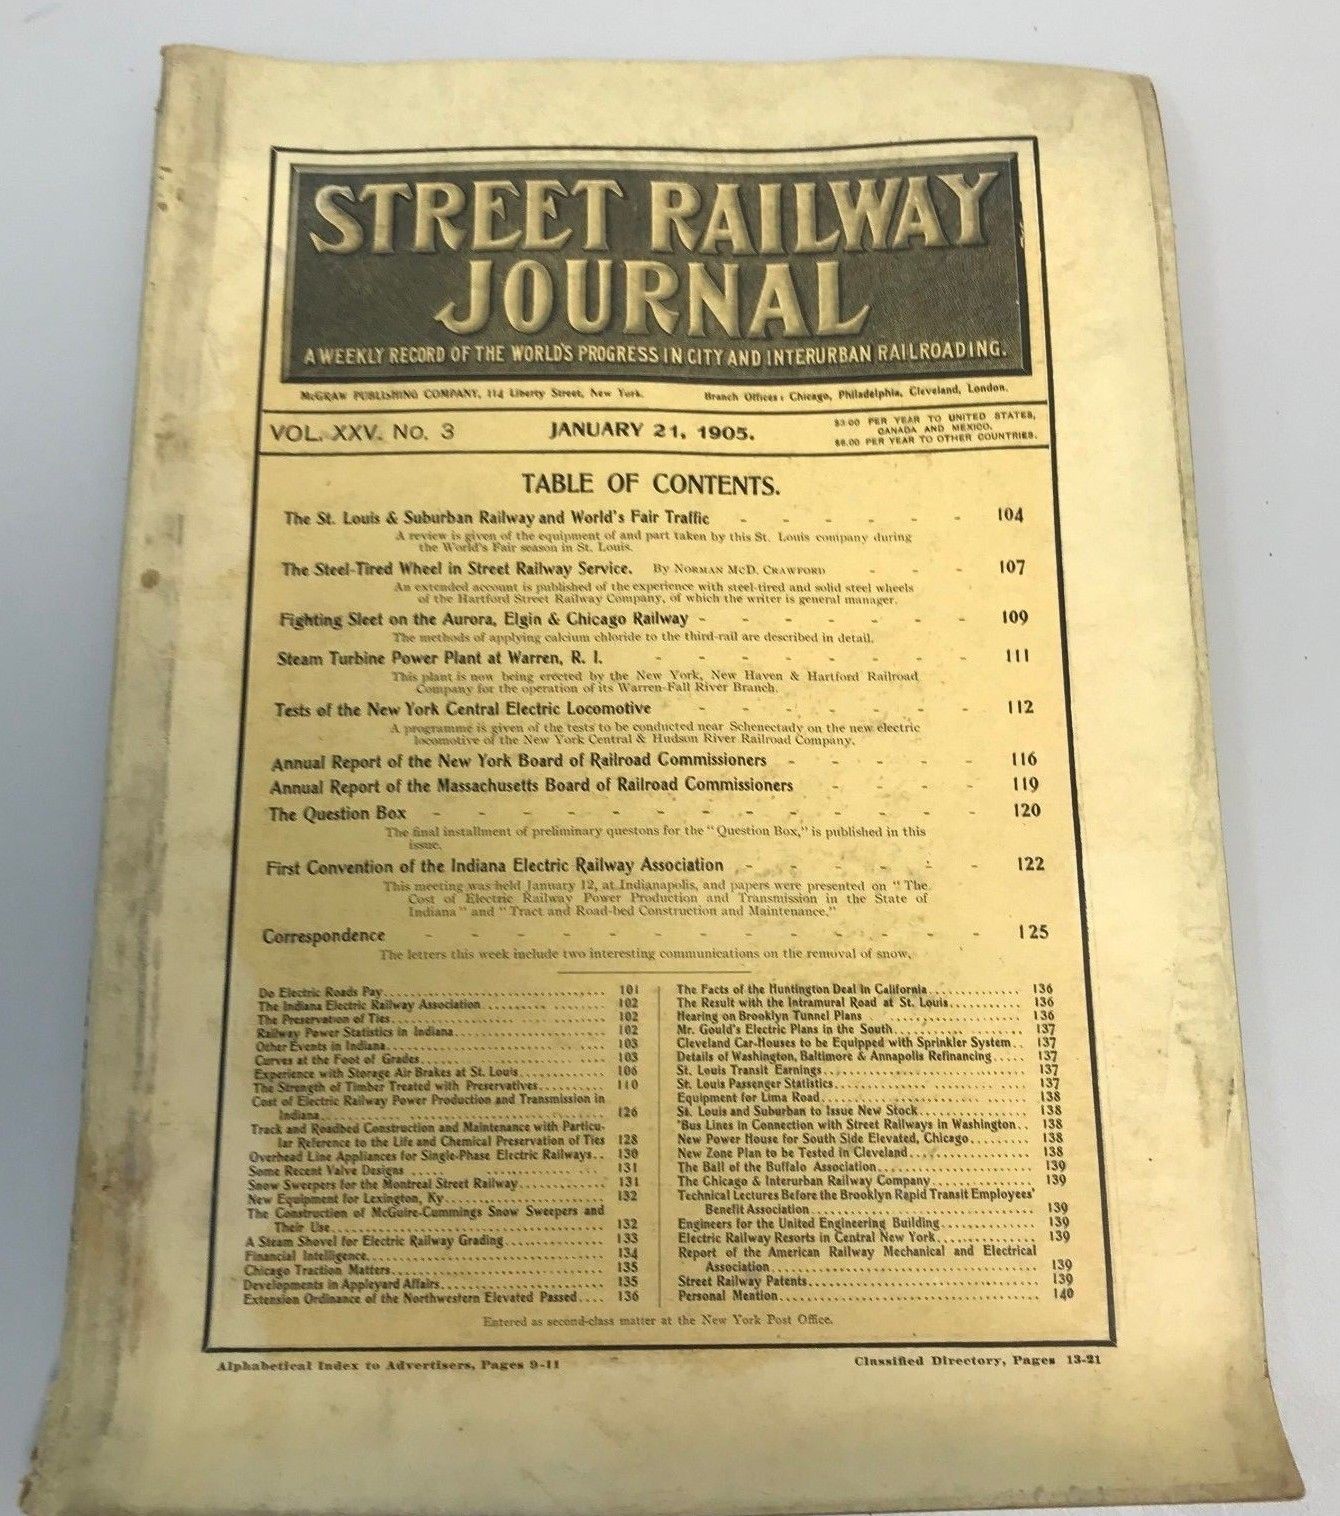 STREET RAILWAY
JOURNAL
A WEEKLY RECORD OF THE WORLD'S PROGRESS IN CITY AND INTERURBAN RAILROADING.
McGRAW PUBLISHING COMPANY, 114 Liberty Street, New York. Branch Offices: Chicago, Philadelphia, Cleveland, London.
VOL. XXV. No. 3 JANUARY 21, 1905.
$3.00 PER YEAR TO UNITED STATES,
CANADA AND MEXICO.
$6.00 PER YEAR TO OTHER COUNTRIES.
TABLE OF CONTENTS.
The St. Louis & Suburban Railway and World's Fair Traffic - - - - - - 104
A review is given of the equipment of and part taken by this St. Louis company during
the World's Fair season in St. Louis.
The Steel-Tired Wheel in Street Railway Service. By Norman McD. Crawford - - - 107
An extended account is published of the experience with steel-tired and solid steel wheels
of the Hartford Street Railway Company, of which the writer is general manager.
Fighting Sleet on the Aurora, Elgin & Chicago Railway - - - - - - - 109
The methods of applying calcium chloride to the third-rail are described in detail.
Steam Turbine Power Plant at Warren, R. I. - - - - - - - - 111
This plant is now being erected by the New York, New Haven & Hartford Railroad
Company for the operation of its Warren-Fall River Branch.
Tests of the New York Central Electric Locomotive - - - - - - - 112
A programme is given of the tests to be conducted near Schenectady on the new electric
locomotive of the New York Central & Hudson River Railroad Company.
Annual Report of the New York Board of Railroad Commissioners - - - - - 116
Annual Report of the Massachusetts Board of Railroad Commissioners - - - - 119
The Question Box - - - - - - - - - - - - - 120
The final installment of preliminary questons for the "Question Box," is published in this
issue.
First Convention of the Indiana Electric Railway Association - - - - - - 122
This meeting was held January 12, at Indianapolis, and papers were presented on "The
Cost of Electric Railway Power Production and Transmission in the State of
Indiana" and "Tract and Road-bed Construction and Maintenance."
Correspondence - - - - - - - - - - - - - 125
The letters this week include two interesting communications on the removal of snow.
Do Electric Roads Pay 101
The Indiana Electric Railway Association 102
The Preservation of Ties 102
Railway Power Statistics in Indiana 102
Other Events in Indiana 103
Curves at the Foot of Grades 103
Experience with Storage Air Brakes at St. Louis 106
The Strength of Timber Treated with Preservatives 110
Cost of Electric Railway Power Production and Transmission in
Indiana 126
Track and Roadbed Construction and Maintenance with Particu-
lar Reference to the Life and Chemical Preservation of Ties 128
Overhead Line Appliances for Single-Phase Electric Railways 130
Some Recent Valve Designs 131
Snow Sweepers for the Montreal Street Railway 131
New Equipment for Lexington, Ky. 132
The Construction of McGuire-Cummings Snow Sweepers and
Their Use 132
A Steam Shovel for Electric Railway Grading 133
Financial Intelligence 134
Chicago Traction Matters 135
Developments in Appleyard Affairs 135
Extension Ordinance of the Northwestern Elevated Passed 136
The Facts of the Huntington Deal in California 136
The Result with the Intramural Road at St. Louis 136
Hearing on Brooklyn Tunnel Plans 136
Mr. Gould's Electric Plans in the South 137
Cleveland Car-Houses to be Equipped with Sprinkler System 137
Details of Washington, Baltimore & Annapolis Refinancing 137
St. Louis Transit Earnings 137
St. Louis Passenger Statistics 137
Equipment for Lima Road 138
St. Louis and Suburban to Issue New Stock 138
'Bus Lines in Connection with Street Railways in Washington 138
New Power House for South Side Elevated, Chicago 138
New Zone Plan to be Tested in Cleveland 138
The Ball of the Buffalo Association 139
The Chicago & Interurban Railway Company 139
Technical Lectures Before the Brooklyn Rapid Transit Employees'
Benefit Association 139
Engineers for the United Engineering Building 139
Electric Railway Resorts in Central New York 139
Report of the American Railway Mechanical and Electrical
Association 139
Street Railway Patents 139
Personal Mention 140
Entered as second-class matter at the New York Post Office.
Alphabetical Index to Advertisers, Pages 9-11 Classified Directory, Pages 13-21